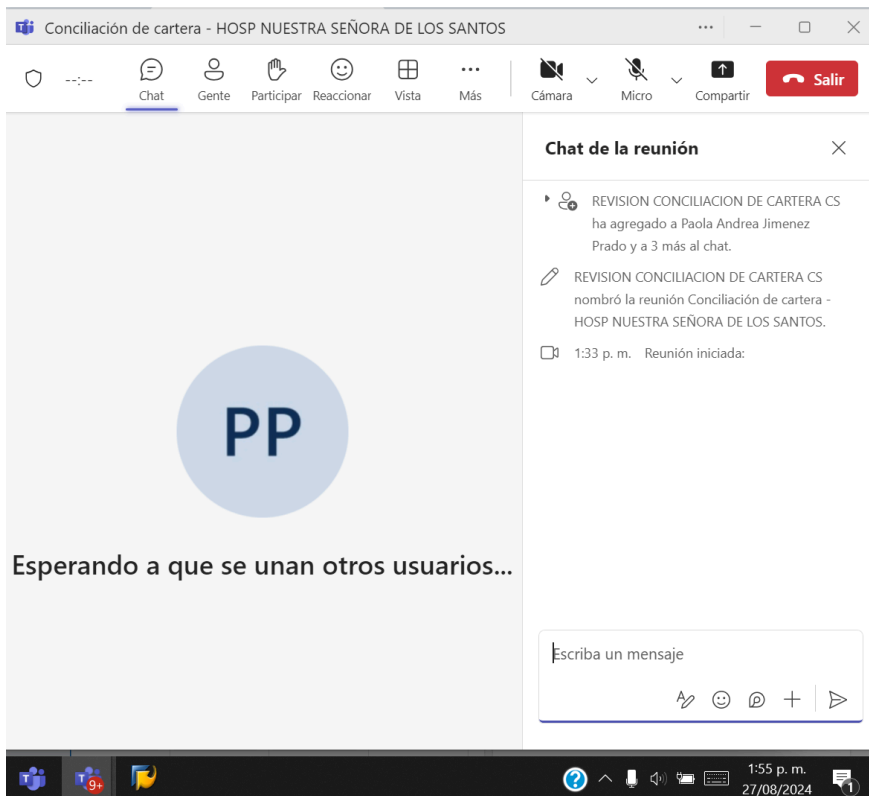 Conciliación de cartera - HOSP NUESTRA SEÑORA DE LOS SANTOS
--:--
Chat
Gente
Participar
Reaccionar
Vista
Más
Cámara
Micro
Compartir
Salir
Chat de la reunión
REVISION CONCILIACION DE CARTERA CS
ha agregado a Paola Andrea Jimenez
Prado y a 3 más al chat.
REVISION CONCILIACION DE CARTERA CS
nombró la reunión Conciliación de cartera -
HOSP NUESTRA SEÑORA DE LOS SANTOS.
1:33 p. m. Reunión iniciada:
PP
Esperando a que se unan otros usuarios...
Escriba un mensaje
9+
1:55 p. m.
27/08/2024
1